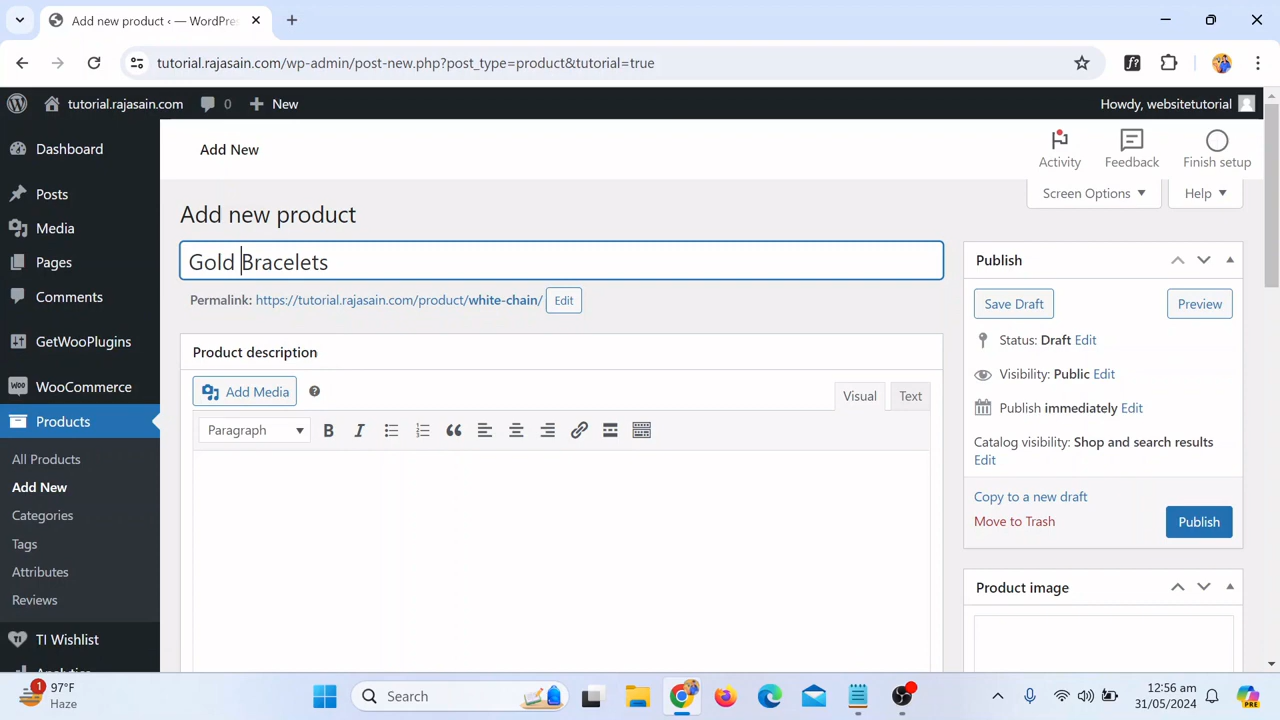 Add new product ‹ — WordPre
tutorial.rajasain.com/wp-admin/post-new.php?post_type=product&tutorial=true
tutorial.rajasain.com 0 New Howdy, websitetutorial
Dashboard
Posts
Media
Pages
Comments
GetWooPlugins
WooCommerce
Products
All Products
Add New
Categories
Tags
Attributes
Reviews
TI Wishlist
Add New
Activity Feedback Finish setup
Screen Options Help
Add new product
Gold Bracelets
Permalink: https://tutorial.rajasain.com/product/white-chain/ Edit
Product description
Add Media
Visual Text
Paragraph B I
Publish
Save Draft Preview
Status: Draft Edit
Visibility: Public Edit
Publish immediately Edit
Catalog visibility: Shop and search results
Edit
Copy to a new draft
Move to Trash Publish
Product image
1 97°F
Haze
Search
12:56 am
31/05/2024
PRE